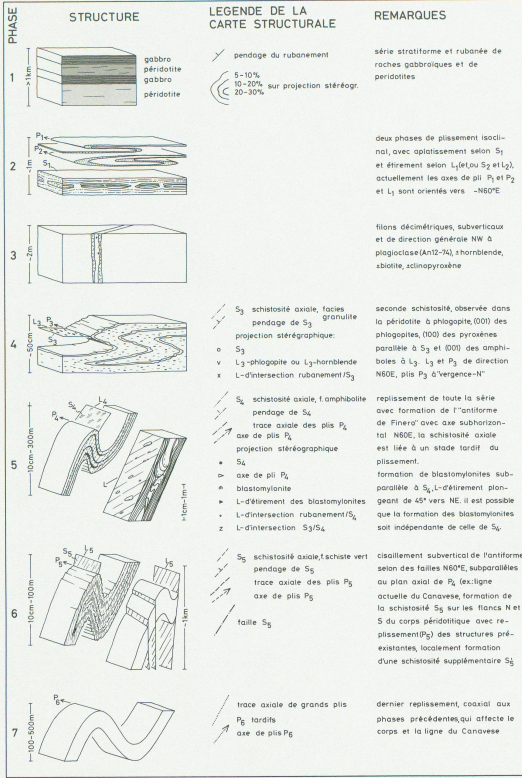 PHASE
STRUCTURE
LEGENDE DE LA
CARTE STRUCTURALE
REMARQUES
1
>1km
gabbro
péridotite
gabbro
péridotite
pendage du rubanement
5-10%
10-20% sur projection stéréogr.
20-30%
série stratiforme et rubanée de
roches gabbroïques et de
peridotites
2
~1m
P1
P2
S1
deux phases de plissement isocli-
nal, avec aplatissement selon S1
et étirement selon L1(et,ou S2 et L2),
actuellement les axes de pli P1 et P2
et L1 sont orientés vers ~N60°E
3
~2m
filons décimétriques, subverticaux
et de direction générale NW à
plagioclase(An12-74), ±hornblende,
±biotite, ±clinopyroxène
4
~50cm
L3
P3
S3
S3 schistosité axiale, facies
granulite
pendage de S3
projection stéréographique:
o S3
v L3-phlogopite ou L3-hornblende
x L-d'intersection rubanement/S3
seconde schistosité, observée dans
la péridotite à phlogopite,(001) des
phlogopites, (100) des pyroxènes
parallèle à S3 et (001) des amphi-
boles à L3. L3 et P3 de direction
N60E, plis P3 à"vergence-N"
5
10cm-300m
P4
S4
L4
~1cm-1m
S4 schistosité axiale, f. amphibolite
pendage de S4
trace axiale des plis P4
axe de plis P4
projection stéréographique
S4
axe de pli P4
blastomylonite
L-d'étirement des blastomylonites
L-d'intersection rubanement/S4
z L-d'intersection S3/S4
replissement de toute la série
avec formation de l'"antiforme
de Finero" avec axe subhorizon-
tal N60E, la schistosité axiale
est liée à un stade tardif du
plissement.
formation de blastomylonites sub-
parallèle à S4, L-d'étirement plon-
geant de 45° vers NE. il est possible
que la formation des blastomylonites
soit indépendante de celle de S4.
6
10cm-100m
S5
P5
L5
L5
~1km
S5 schistosité axiale,f.schiste vert
pendage de S5
trace axiale des plis P5
axe de plis P5
faille S5
cisaillement subvertical de l'antiforme
selon des failles N60°E, subparallèles
au plan axial de P4 (ex:ligne
actuelle du Canavese, formation de
la schistosité S5 sur les flancs N et
S du corps péridotitique avec re-
plissement(P5) des structures pré-
existantes, localement formation
d'une schistosité supplémentaire S5'
7
100-500m
P6
trace axiale de grands plis
P6 tardifs
axe de plis P6
dernier replissement, coaxial aux
phases précédentes,qui affecte le
corps et la ligne du Canavese